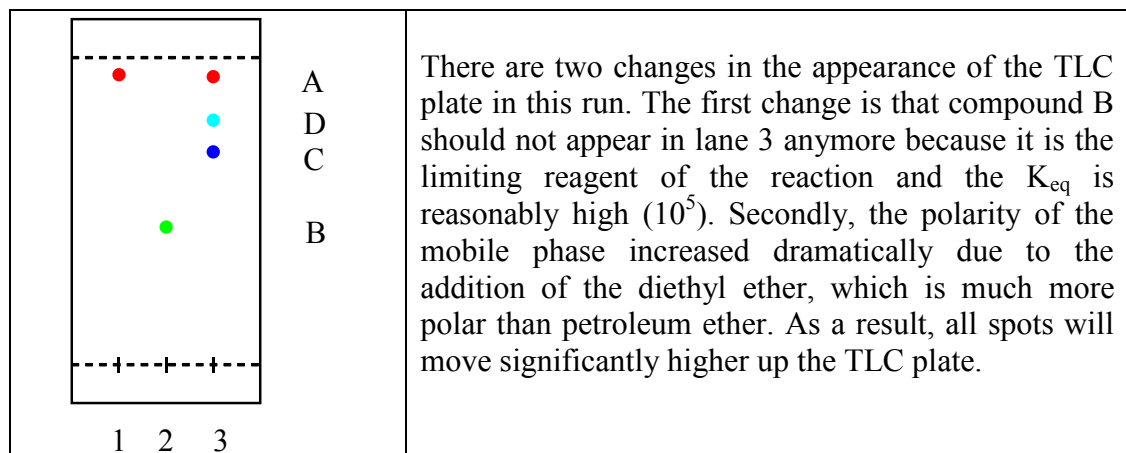 A
D
C
B
1 2 3
There are two changes in the appearance of the TLC
plate in this run. The first change is that compound B
should not appear in lane 3 anymore because it is the
limiting reagent of the reaction and the Keq is
reasonably high (10⁵). Secondly, the polarity of the
mobile phase increased dramatically due to the
addition of the diethyl ether, which is much more
polar than petroleum ether. As a result, all spots will
move significantly higher up the TLC plate.